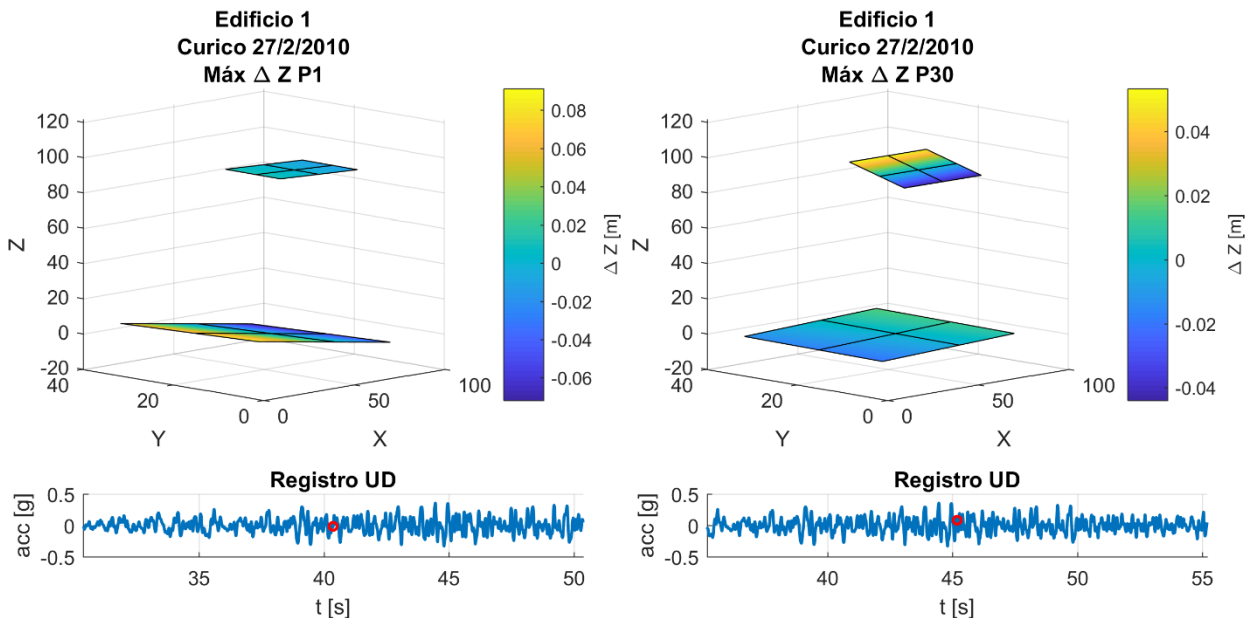 Edificio 1
Curico 27/2/2010
Máx Δ Z P1
120
100
80
60
40
20
0
-20
Z
40
20
0
Y
0
50
100
X
0.08
0.06
0.04
0.02
0
-0.02
-0.04
-0.06
Δ Z [m]
Edificio 1
Curico 27/2/2010
Máx Δ Z P30
120
100
80
60
40
20
0
-20
Z
40
20
0
Y
0
50
100
X
0.04
0.02
0
-0.02
-0.04
Δ Z [m]
Registro UD
0.5
0
-0.5
acc [g]
35
40
45
50
t [s]
Registro UD
0.5
0
-0.5
acc [g]
40
45
50
55
t [s]